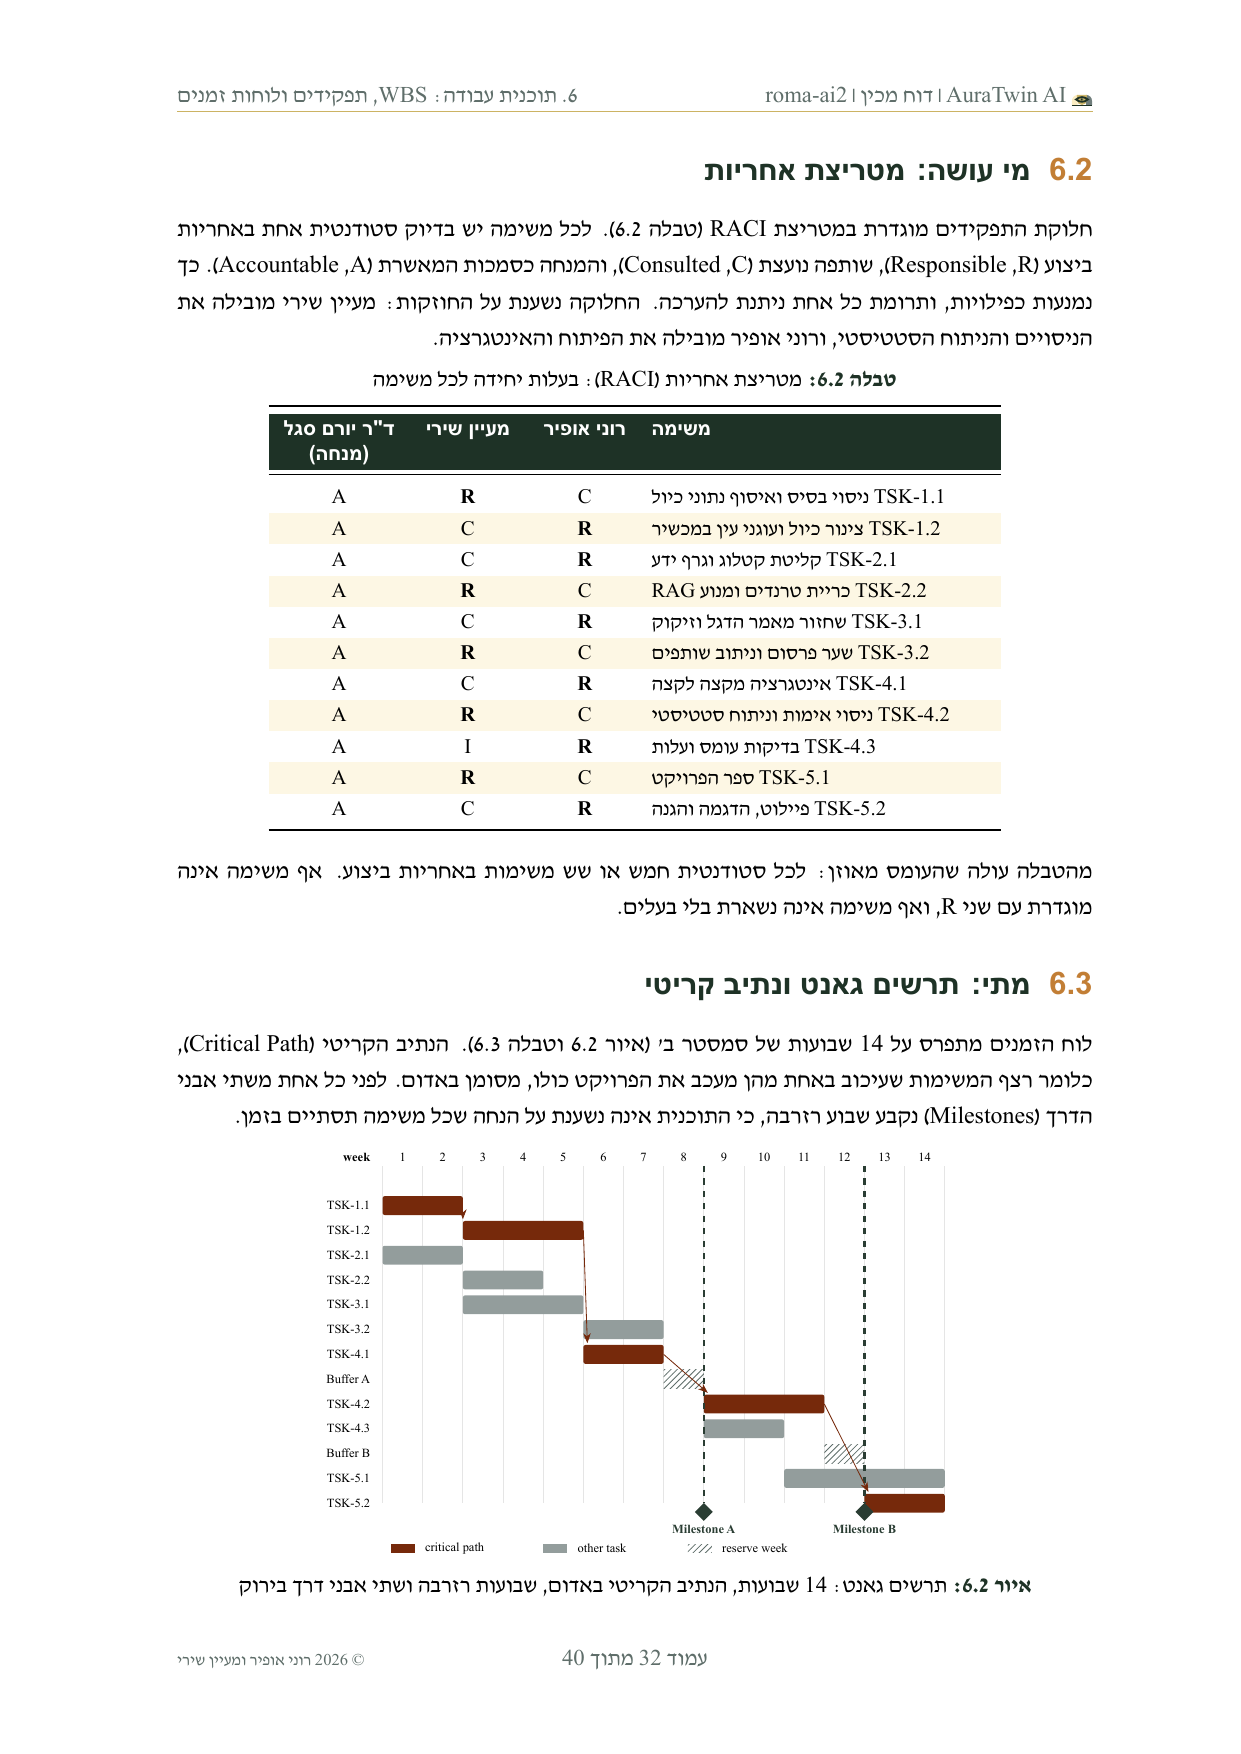 AuraTwin AI | דוח מכין | roma-ai2
6. תוכנית עבודה: WBS, תפקידים ולוחות זמנים
6.2 מי עושה: מטריצת אחריות
חלוקת התפקידים מוגדרת במטריצת RACI (טבלה 6.2). לכל משימה יש בדיוק סטודנטית אחת באחריות
ביצוע (Responsible ,R), שותפה נועצת (Consulted ,C), והמנחה כסמכות המאשרת (Accountable ,A). כך
נמנעות כפילויות, ותרומת כל אחת ניתנת להערכה. החלוקה נשענת על החוזקות: מעיין שירי מובילה את
הניסויים והניתוח הסטטיסטי, ורוני אופיר מובילה את הפיתוח והאינטגרציה.
טבלה 6.2: מטריצת אחריות (RACI): בעלות יחידה לכל משימה
משימה רוני אופיר מעיין שירי ד"ר יורם סגל
(מנחה)
TSK-1.1 ניסוי בסיס ואיסוף נתוני כיול C R A
TSK-1.2 צינור כיול ועוגני עין במכשיר R C A
TSK-2.1 קליטת קטלוג וגרף ידע R C A
TSK-2.2 כריית טרנדים ומנוע RAG C R A
TSK-3.1 שחזור מאמר הדגל וזיקוק R C A
TSK-3.2 שער פרסום וניתוב שותפים C R A
TSK-4.1 אינטגרציה מקצה לקצה R C A
TSK-4.2 ניסוי אימות וניתוח סטטיסטי C R A
TSK-4.3 בדיקות עומס ועלות R I A
TSK-5.1 ספר הפרויקט C R A
TSK-5.2 פיילוט, הדגמה והגנה R C A
מהטבלה עולה שהעומס מאוזן: לכל סטודנטית חמש או שש משימות באחריות ביצוע. אף משימה אינה
מוגדרת עם שני R, ואף משימה אינה נשארת בלי בעלים.
6.3 מתי: תרשים גאנט ונתיב קריטי
לוח הזמנים מתפרס על 14 שבועות של סמסטר ב׳ (איור 6.2 וטבלה 6.3). הנתיב הקריטי (Critical Path),
כלומר רצף המשימות שעיכוב באחת מהן מעכב את הפרויקט כולו, מסומן באדום. לפני כל אחת משתי אבני
הדרך (Milestones) נקבע שבוע רזרבה, כי התוכנית אינה נשענת על הנחה שכל משימה תסתיים בזמן.
week 1 2 3 4 5 6 7 8 9 10 11 12 13 14
TSK-1.1
TSK-1.2
TSK-2.1
TSK-2.2
TSK-3.1
TSK-3.2
TSK-4.1
Buffer A
TSK-4.2
TSK-4.3
Buffer B
TSK-5.1
TSK-5.2
Milestone A Milestone B
critical path other task reserve week
איור 6.2: תרשים גאנט: 14 שבועות, הנתיב הקריטי באדום, שבועות רזרבה ושתי אבני דרך בירוק
עמוד 32 מתוך 40
© 2026 רוני אופיר ומעיין שירי